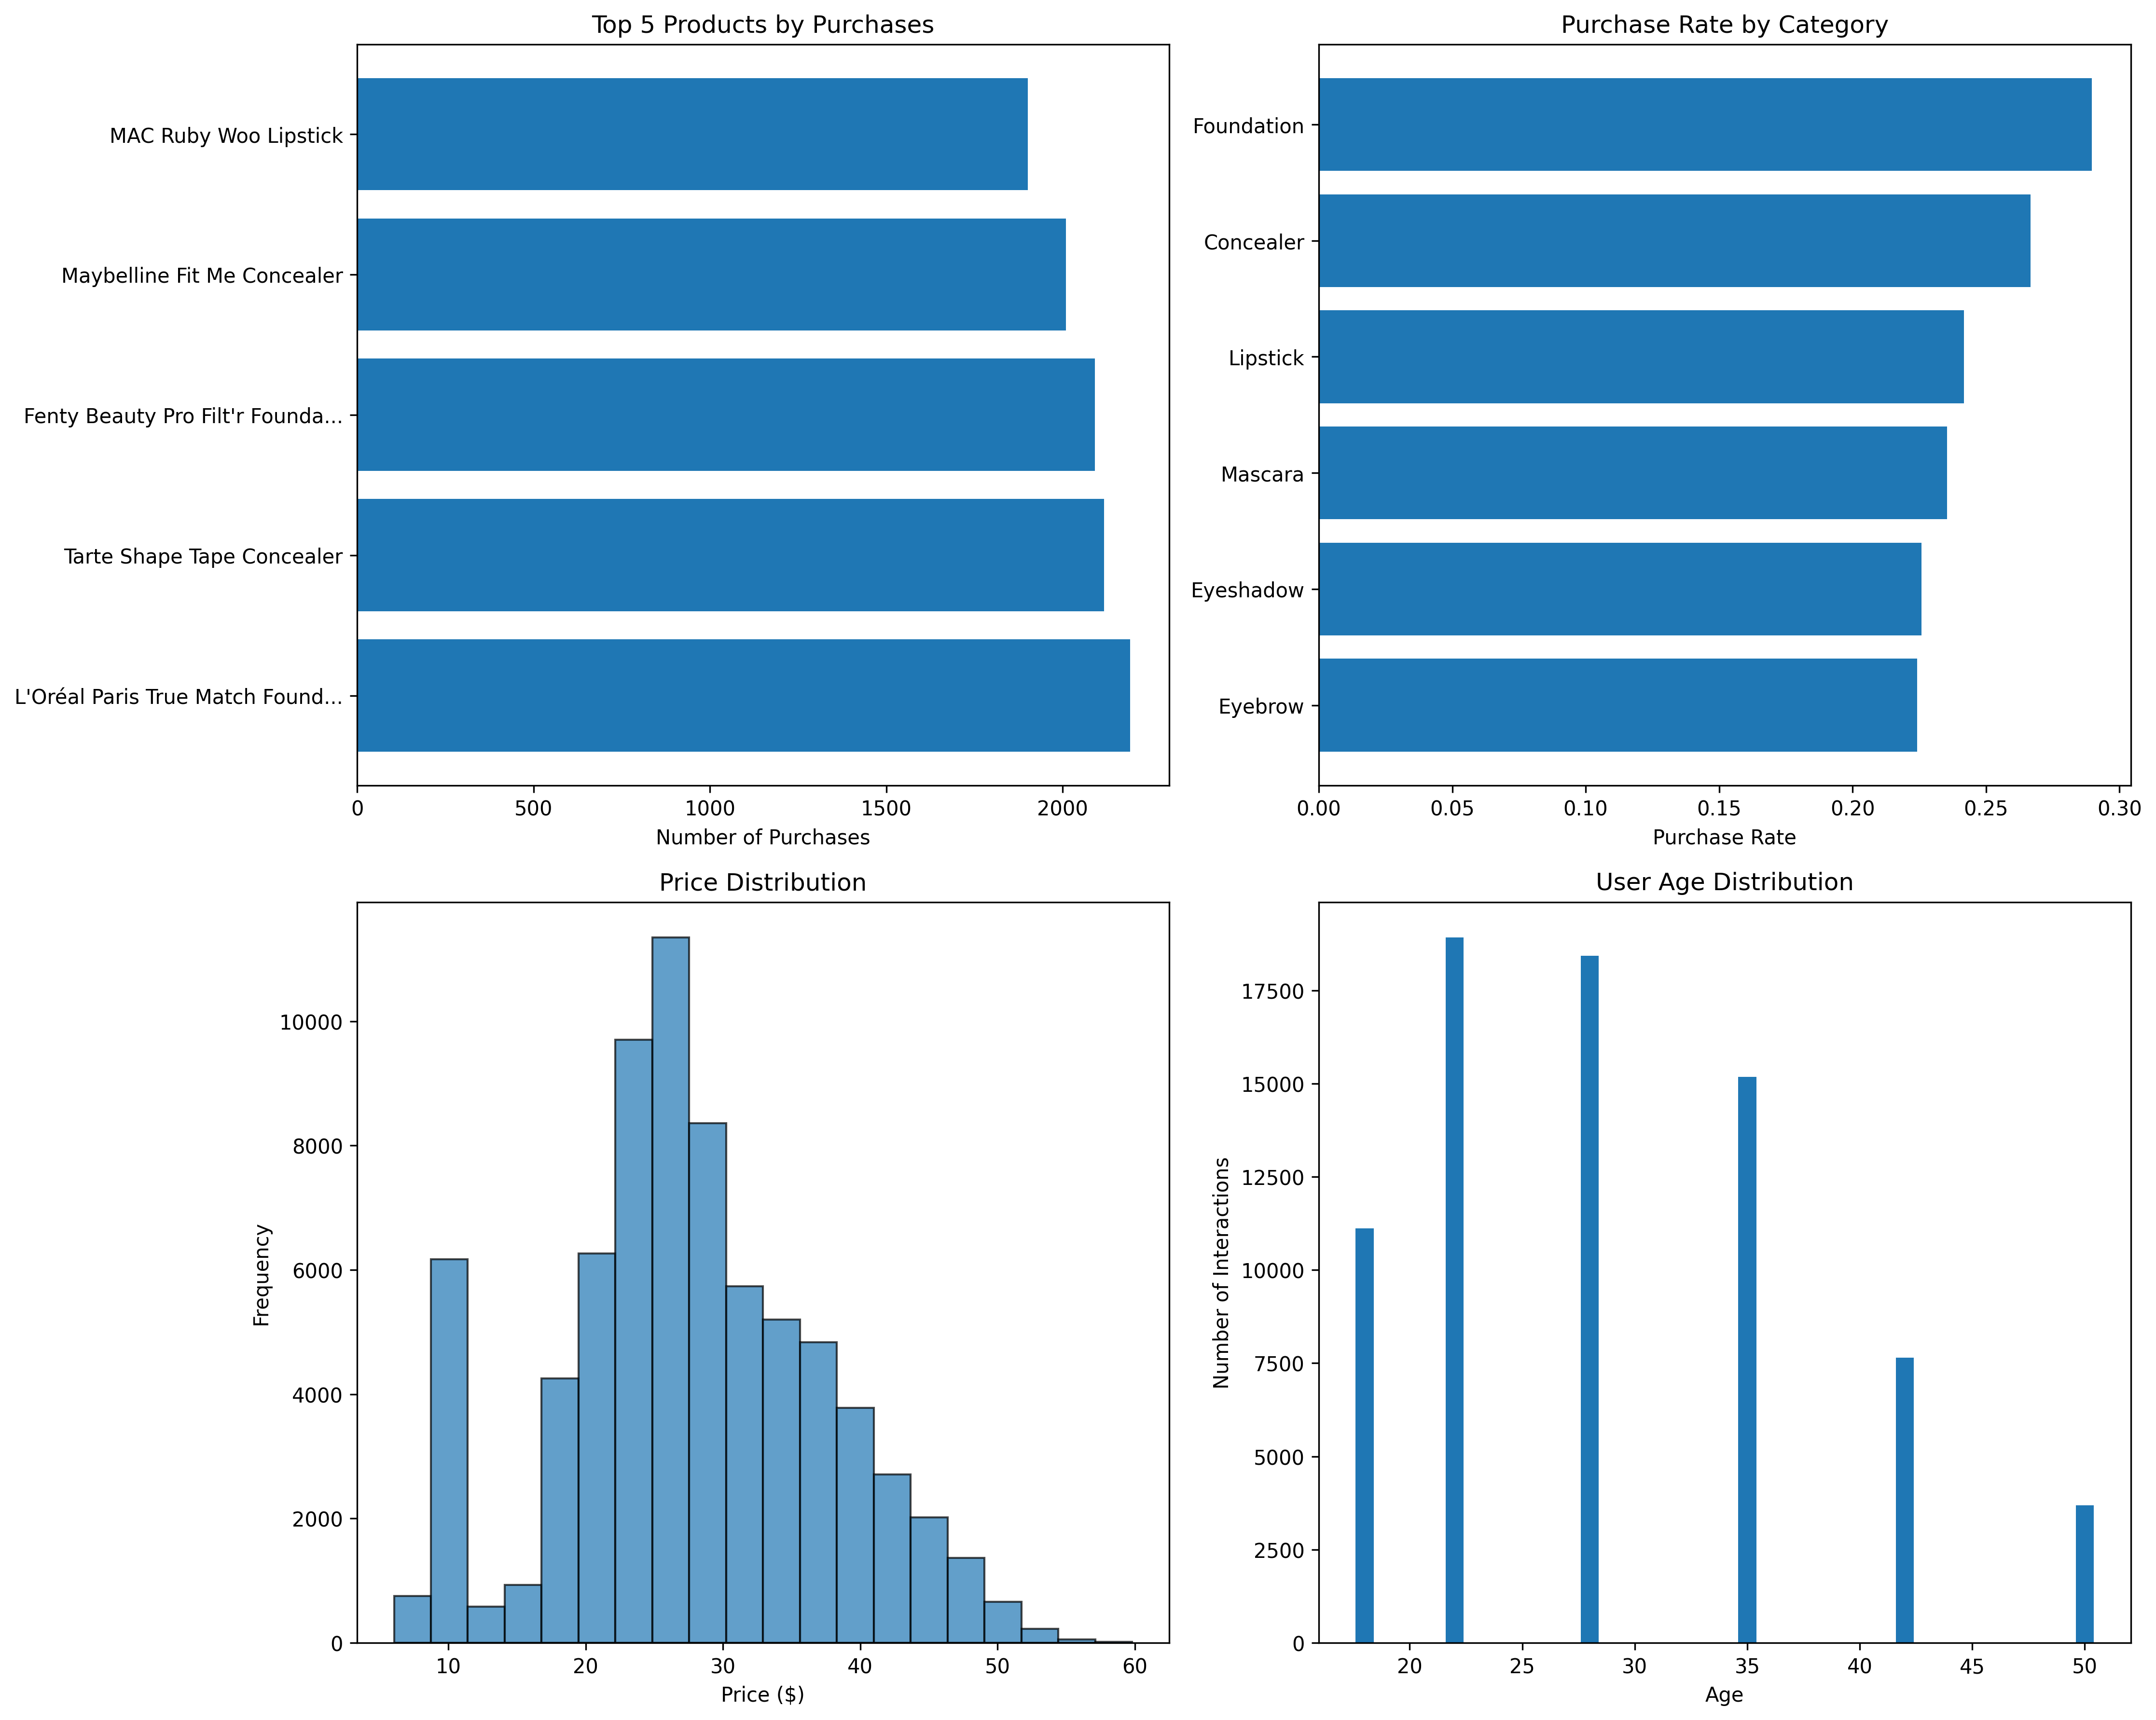 Top 5 Products by Purchases
MAC Ruby Woo Lipstick
Maybelline Fit Me Concealer
Fenty Beauty Pro Filt'r Founda...
Tarte Shape Tape Concealer
L'Oréal Paris True Match Found...
0 500 1000 1500 2000
Number of Purchases
Purchase Rate by Category
Foundation
Concealer
Lipstick
Mascara
Eyeshadow
Eyebrow
0.00 0.05 0.10 0.15 0.20 0.25 0.30
Purchase Rate
Price Distribution
Frequency
10000
8000
6000
4000
2000
0
10 20 30 40 50 60
Price ($)
User Age Distribution
Number of Interactions
17500
15000
12500
10000
7500
5000
2500
0
20 25 30 35 40 45 50
Age